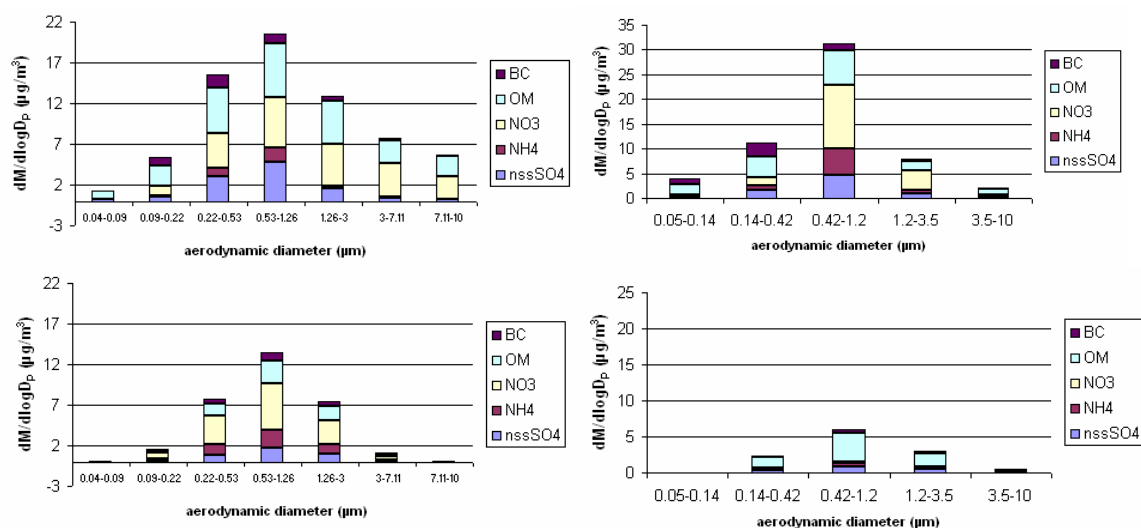 22
17
12
7
2
-3
dM/dlogDP (µg/m³)
0.04-0.09
0.09-0.22
0.22-0.53
0.53-1.26
1.26-3
3-7.11
7.11-10
aerodynamic diameter (µm)
BC
OM
NO3
NH4
nssSO4
35
30
25
20
15
10
5
0
dM/dlogDP (µg/m³)
0.05-0.14
0.14-0.42
0.42-1.2
1.2-3.5
3.5-10
aerodynamic diameter (µm)
BC
OM
NO3
NH4
nssSO4
22
17
12
7
2
-3
dM/dlogDP (µg/m³)
0.04-0.09
0.09-0.22
0.22-0.53
0.53-1.26
1.26-3
3-7.11
7.11-10
aerodynamic diameter (µm)
BC
OM
NO3
NH4
nssSO4
25
20
15
10
5
0
dM/dlogDP (µg/m³)
0.05-0.14
0.14-0.42
0.42-1.2
1.2-3.5
3.5-10
aerodynamic diameter (µm)
BC
OM
NO3
NH4
nssSO4